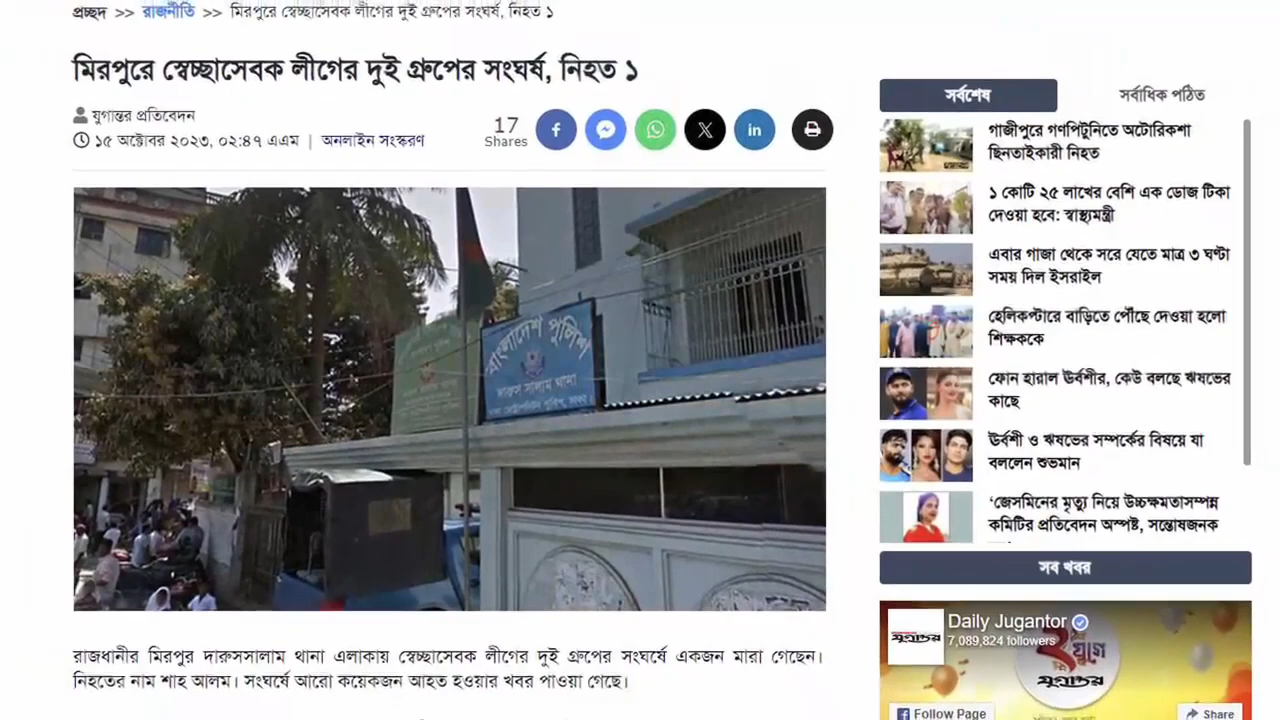 প্রচ্ছদ >> রাজনীতি >> মিরপুরে স্বেচ্ছাসেবক লীগের দুই গ্রুপের সংঘর্ষ, নিহত ১
মিরপুরে স্বেচ্ছাসেবক লীগের দুই গ্রুপের সংঘর্ষ, নিহত ১
যুগান্তর প্রতিবেদন
১৫ অক্টোবর ২০২৩, ০২:৪৭ এএম | অনলাইন সংস্করণ
17
Shares
বাংলাদেশ পুলিশ
দারুস সালাম থানা
রাজধানীর মিরপুর দারুসসালাম থানা এলাকায় স্বেচ্ছাসেবক লীগের দুই গ্রুপের সংঘর্ষে একজন মারা গেছেন।
নিহতের নাম শাহ আলম। সংঘর্ষে আরো কয়েকজন আহত হওয়ার খবর পাওয়া গেছে।
সর্বশেষ
সর্বাধিক পঠিত
গাজীপুরে গণপিটুনিতে অটোরিকশা
ছিনতাইকারী নিহত
১ কোটি ২৫ লাখের বেশি এক ডোজ টিকা
দেওয়া হবে: স্বাস্থ্যমন্ত্রী
এবার গাজা থেকে সরে যেতে মাত্র ৩ ঘণ্টা
সময় দিল ইসরাইল
হেলিকপ্টারে বাড়িতে পৌঁছে দেওয়া হলো
শিক্ষককে
ফোন হারাল ঊর্বশীর, কেউ বলছে ঋষভের
কাছে
ঊর্বশী ও ঋষভের সম্পর্কের বিষয়ে যা
বললেন শুভমান
‘জেসমিনের মৃত্যু নিয়ে উচ্চক্ষমতাসম্পন্ন
কমিটির প্রতিবেদন অস্পষ্ট, সন্তোষজনক
সব খবর
Daily Jugantor
7,089,824 followers
যুগান্তর
২ যুগে
যুগান্তর
Follow Page
Share